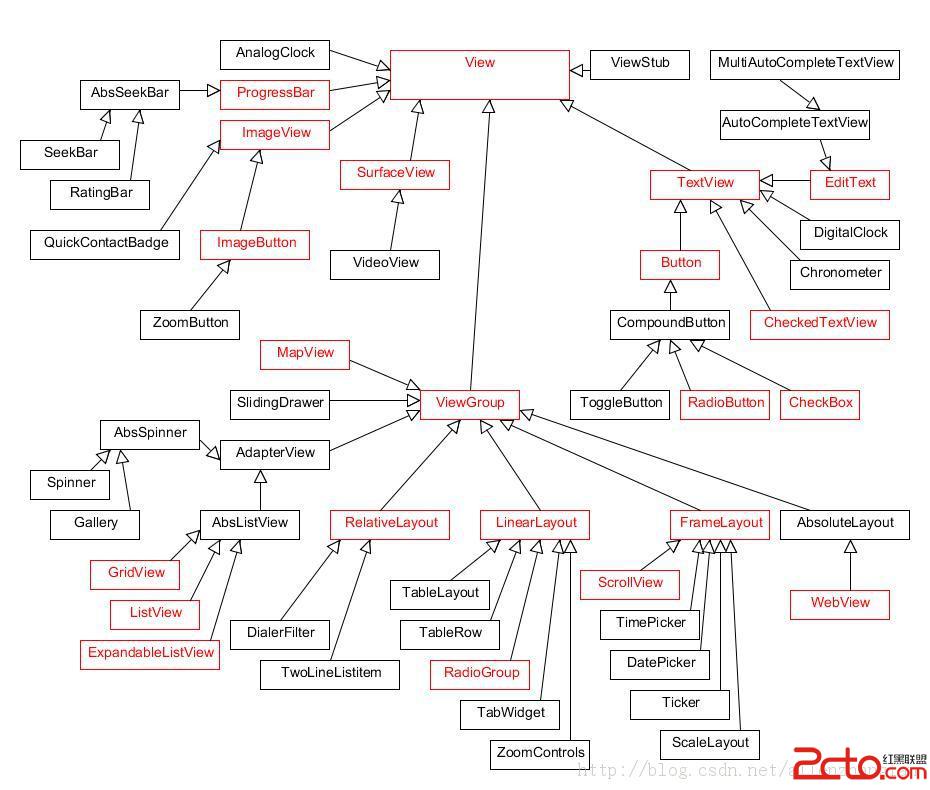 AnalogClock
View
ViewStub
MultiAutoCompleteTextView
AbsSeekBar
ProgressBar
ImageView
AutoCompleteTextView
SeekBar
RatingBar
SurfaceView
TextView
EditText
QuickContactBadge
ImageButton
VideoView
Button
DigitalClock
Chronometer
ZoomButton
CompoundButton
CheckedTextView
MapView
SlidingDrawer
ViewGroup
ToggleButton
RadioButton
CheckBox
AbsSpinner
AdapterView
Spinner
Gallery
AbsListView
RelativeLayout
LinearLayout
FrameLayout
AbsoluteLayout
GridView
ListView
ExpandableListView
DialerFilter
TwoLineListitem
TableLayout
TableRow
RadioGroup
TabWidget
ZoomControls
ScrollView
TimePicker
DatePicker
Ticker
ScaleLayout
WebView
http://blog.csdn.net/
2cto
红黑联盟
.com